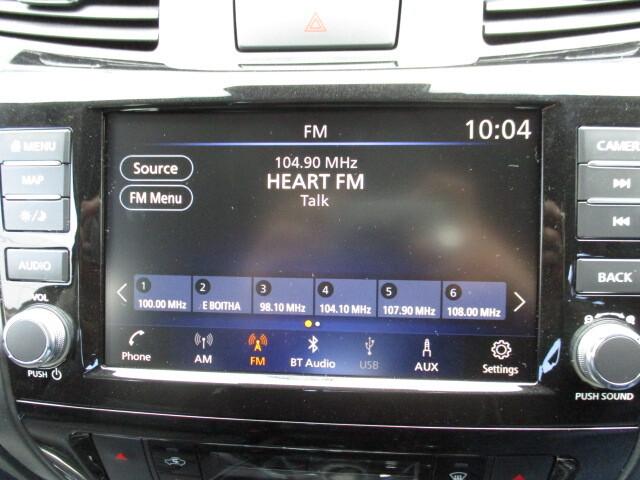 FM
10:04
MENU
Source
104.90 MHz
HEART FM
Talk
FM Menu
MAP
AUDIO
VOL
PUSH
CAMERA
BACK
PUSH SOUND
1 2 3 4 5 6
100.00 MHz E BOITHA 98.10 MHz 104.10 MHz 107.90 MHz 108.00 MHz
Phone AM FM BT Audio USB AUX Settings